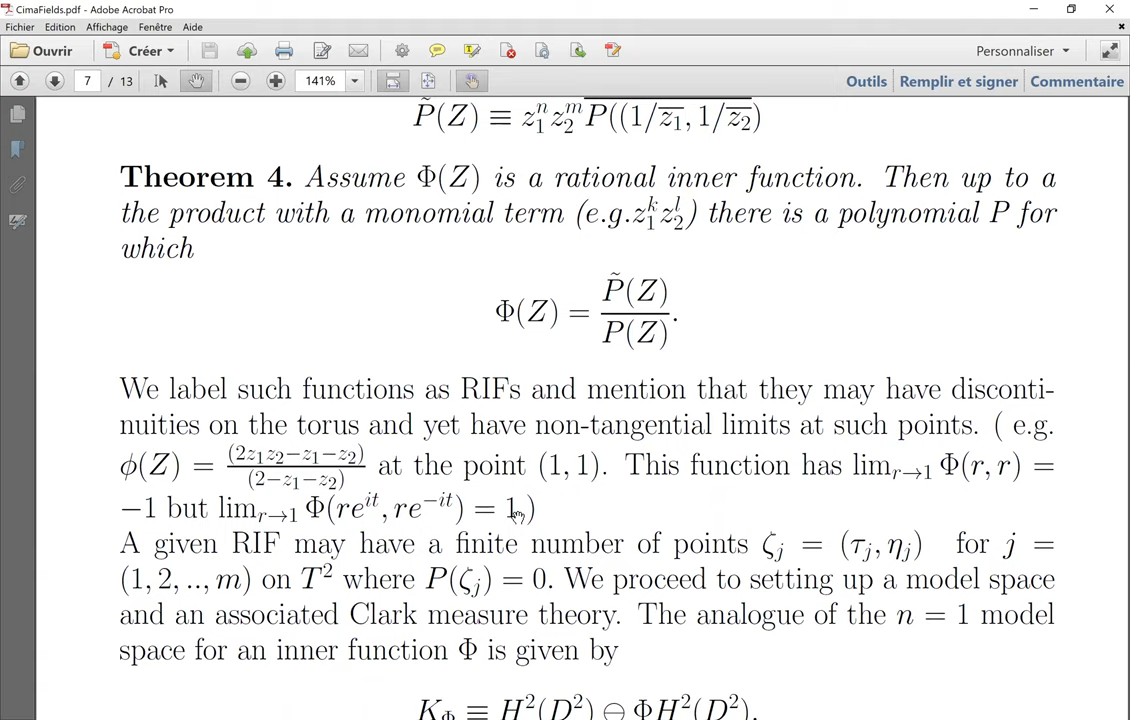 CimaFields.pdf - Adobe Acrobat Pro
Fichier Edition Affichage Fenêtre Aide
Ouvrir Créer Personnaliser
7 / 13 141% Outils Remplir et signer Commentaire
P̃(Z) ≡ z₁ⁿz₂ᵐ\overline{P((1/\overline{z₁}, 1/\overline{z₂})}
Theorem 4. Assume Φ(Z) is a rational inner function. Then up to a
the product with a monomial term (e.g.z₁ᵏz₂ˡ) there is a polynomial P for
which
Φ(Z) = P̃(Z)/P(Z).
We label such functions as RIFs and mention that they may have disconti-
nuities on the torus and yet have non-tangential limits at such points. ( e.g.
ϕ(Z) = (2z₁z₂−z₁−z₂)/(2−z₁−z₂) at the point (1, 1). This function has lim_{r→1} Φ(r, r) =
−1 but lim_{r→1} Φ(re^{it}, re^{−it}) = 1.)
A given RIF may have a finite number of points ζⱼ = (τⱼ, ηⱼ) for j =
(1, 2, .., m) on T² where P(ζⱼ) = 0. We proceed to setting up a model space
and an associated Clark measure theory. The analogue of the n = 1 model
space for an inner function Φ is given by
K_Φ ≡ H²(D²) ⊖ ΦH²(D²).